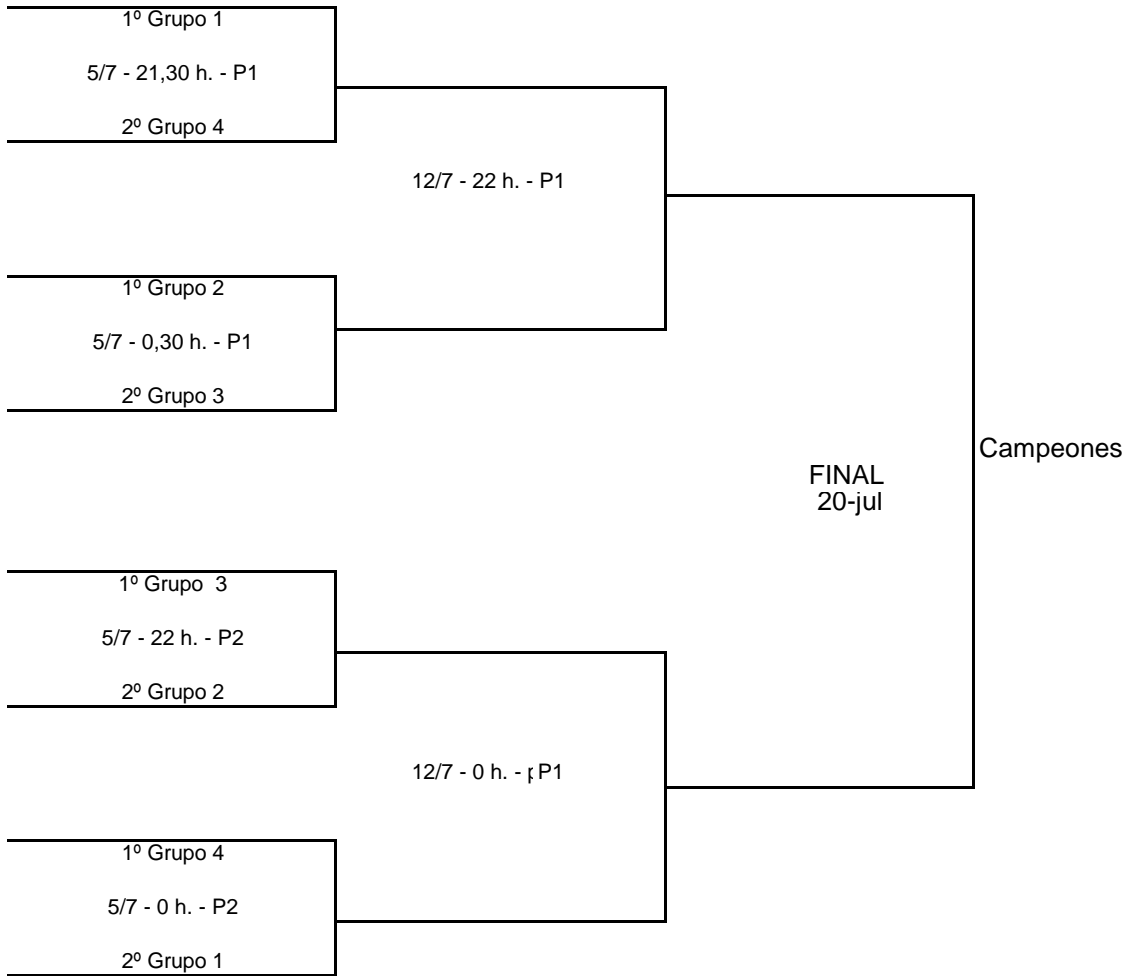 1º Grupo 1
5/7 - 21,30 h. - P1
2º Grupo 4
12/7 - 22 h. - P1
1º Grupo 2
5/7 - 0,30 h. - P1
2º Grupo 3
Campeones
FINAL
20-jul
1º Grupo 3
5/7 - 22 h. - P2
2º Grupo 2
12/7 - 0 h. - P1
1º Grupo 4
5/7 - 0 h. - P2
2º Grupo 1